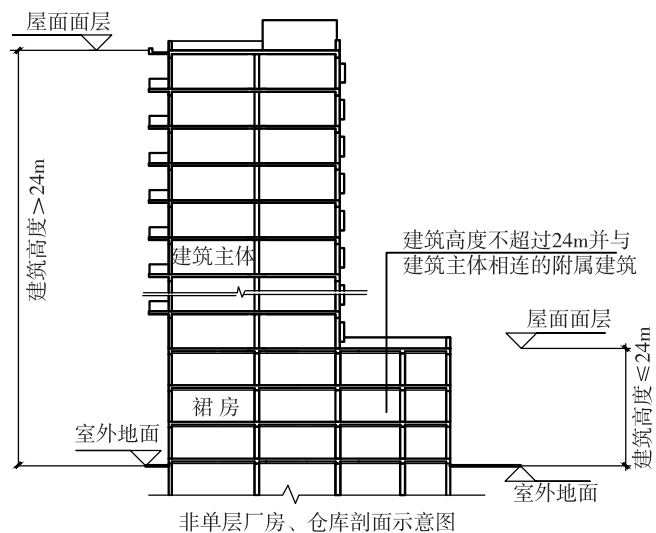 屋面面层
建筑高度＞24m
建筑主体
建筑高度不超过24m并与
建筑主体相连的附属建筑
屋面面层
建筑高度≤24m
裙房
室外地面
室外地面
非单层厂房、仓库剖面示意图